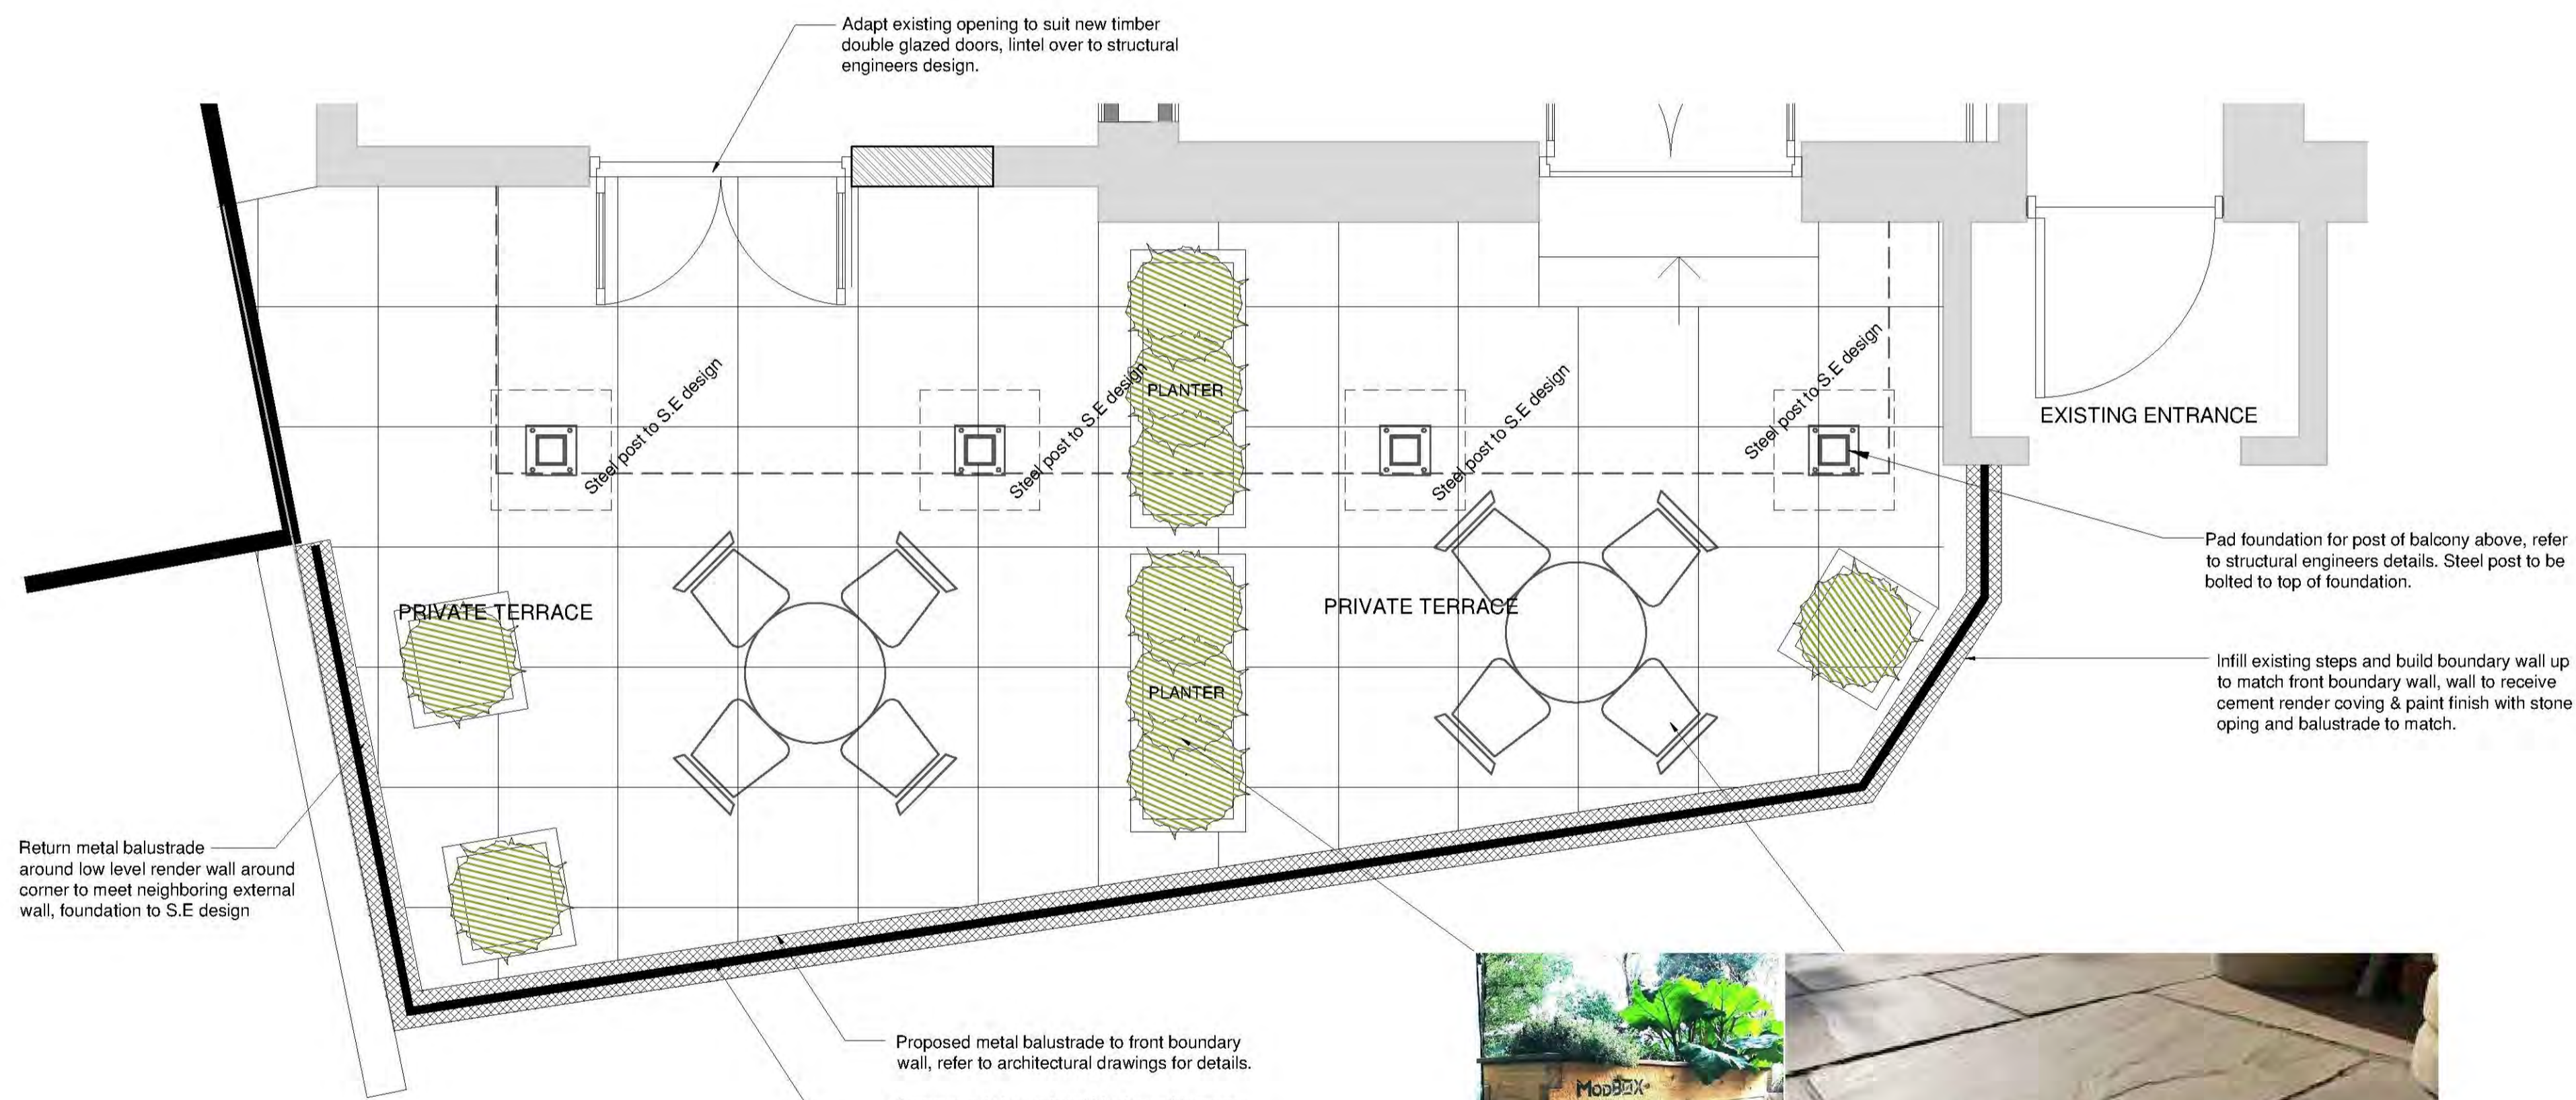 Adapt existing opening to suit new timber
double glazed doors, lintel over to structural
engineers design.
Steel post to S.E design
Steel post to S.E design
Steel post to S.E design
Steel post to S.E design
PLANTER
EXISTING ENTRANCE
Pad foundation for post of balcony above, refer
to structural engineers details. Steel post to be
bolted to top of foundation.
PRIVATE TERRACE
PRIVATE TERRACE
PLANTER
Infill existing steps and build boundary wall up
to match front boundary wall, wall to receive
cement render coving & paint finish with stone
oping and balustrade to match.
Return metal balustrade
around low level render wall around
corner to meet neighboring external
wall, foundation to S.E design
Proposed metal balustrade to front boundary
wall, refer to architectural drawings for details.
MODBOX